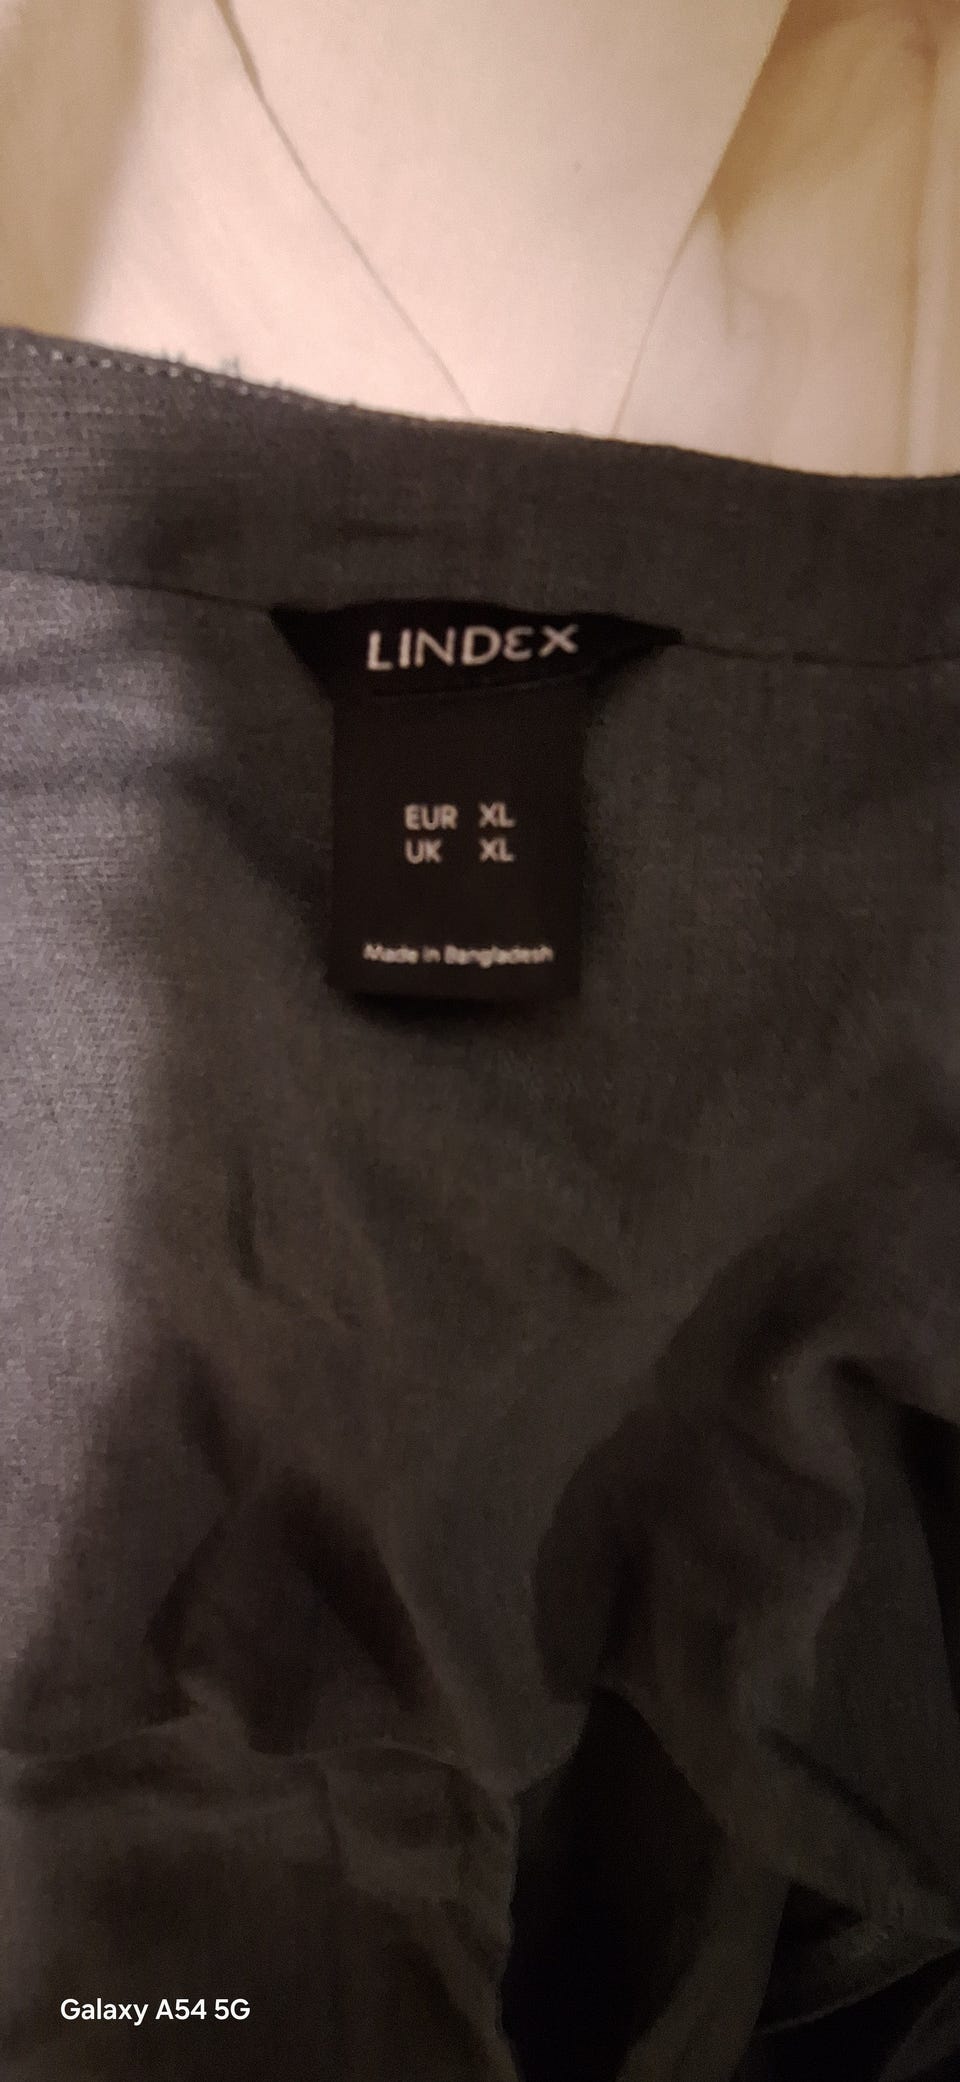 LINDEX
EUR XL
UK XL
Made in Bangladesh
Galaxy A54 5G